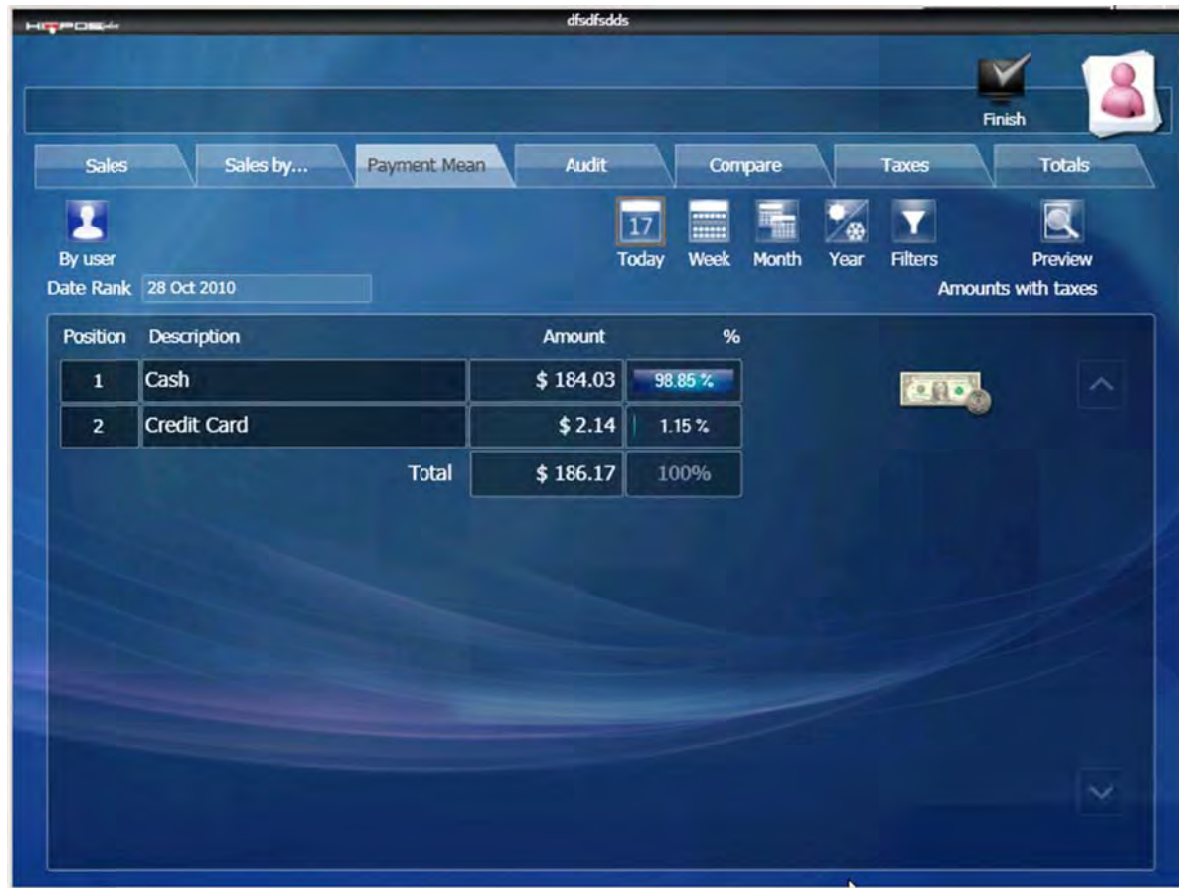 HIOPOS plus
dfsdfsdds
Finish
Sales Sales by... Payment Mean Audit Compare Taxes Totals
By user 17 Today Week Month Year Filters Preview
Date Rank 28 Oct 2010 Amounts with taxes
Position Description Amount %
1 Cash $ 184.03 98.85 %
2 Credit Card $ 2.14 1.15 %
Total $ 186.17 100%